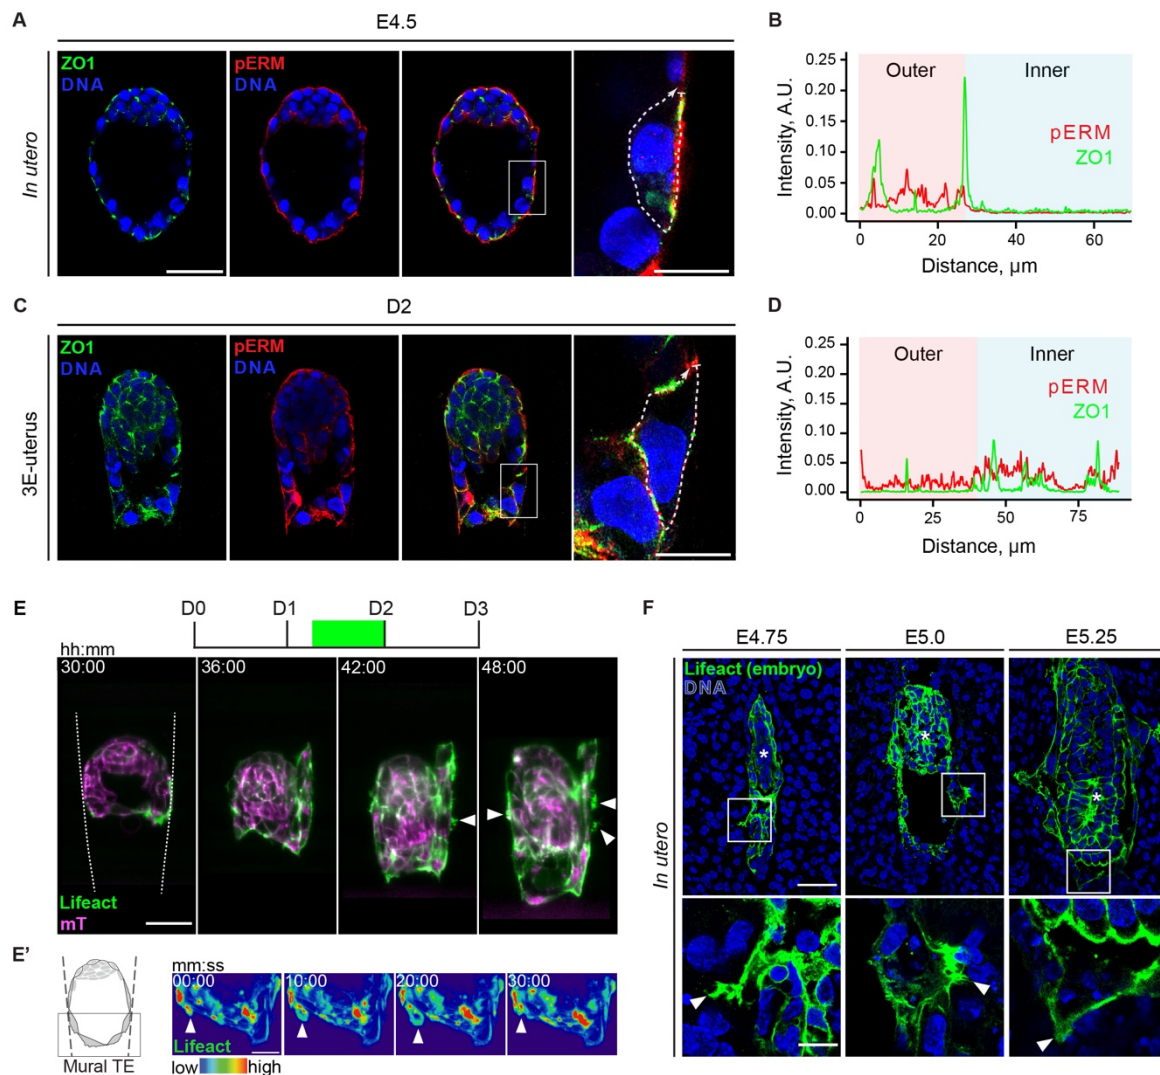 A
E4.5
In utero
ZO1
DNA
pERM
DNA
B
Intensity, A.U.
0.25
0.20
0.15
0.10
0.05
0.00
Outer
Inner
pERM
ZO1
0
20
40
60
Distance, µm
C
D2
3E-uterus
ZO1
DNA
pERM
DNA
D
Intensity, A.U.
0.25
0.20
0.15
0.10
0.05
0.00
Outer
Inner
pERM
ZO1
0
25
50
75
Distance, µm
E
D0
D1
D2
D3
hh:mm
30:00
36:00
42:00
48:00
Lifeact
mT
E'
Mural TE
mm:ss
00:00
10:00
20:00
30:00
Lifeact
low
high
F
E4.75
E5.0
E5.25
In utero
Lifeact (embryo)
DNA